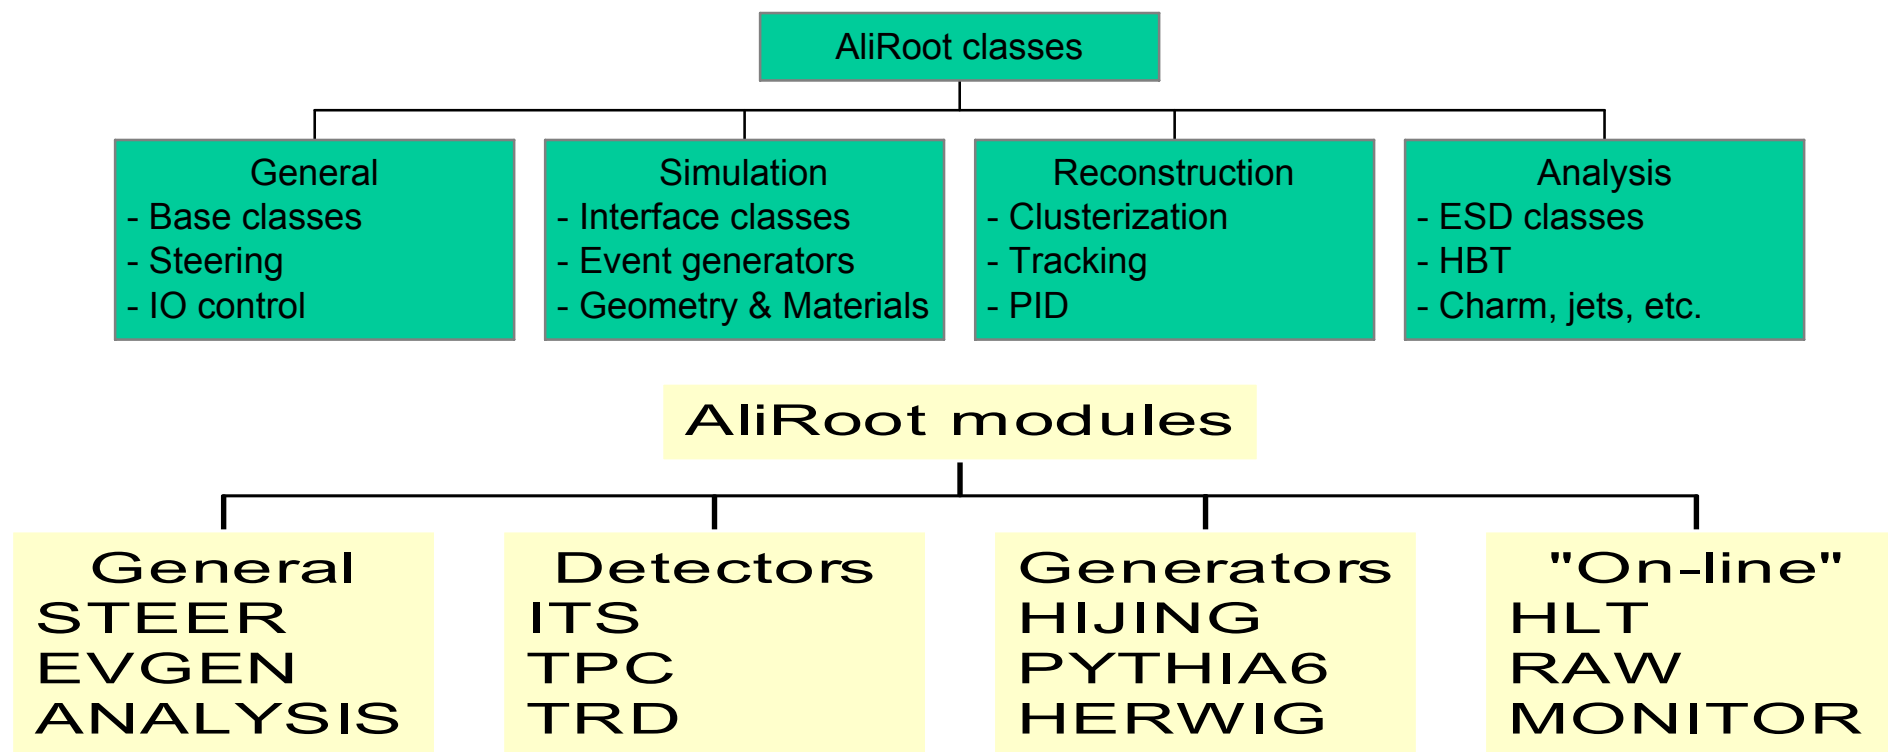 AliRoot classes
General
- Base classes
- Steering
- IO control
Simulation
- Interface classes
- Event generators
- Geometry & Materials
Reconstruction
- Clusterization
- Tracking
- PID
Analysis
- ESD classes
- HBT
- Charm, jets, etc.
AliRoot modules
General
STEER
EVGEN
ANALYSIS
Detectors
ITS
TPC
TRD
Generators
HIJING
PYTHIA6
HERWIG
"On-line"
HLT
RAW
MONITOR